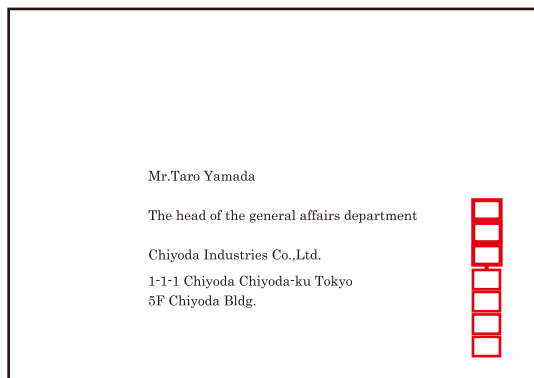 Mr.Taro Yamada
The head of the general affairs department
Chiyoda Industries Co.,Ltd.
1-1-1 Chiyoda Chiyoda-ku Tokyo
5F Chiyoda Bldg.